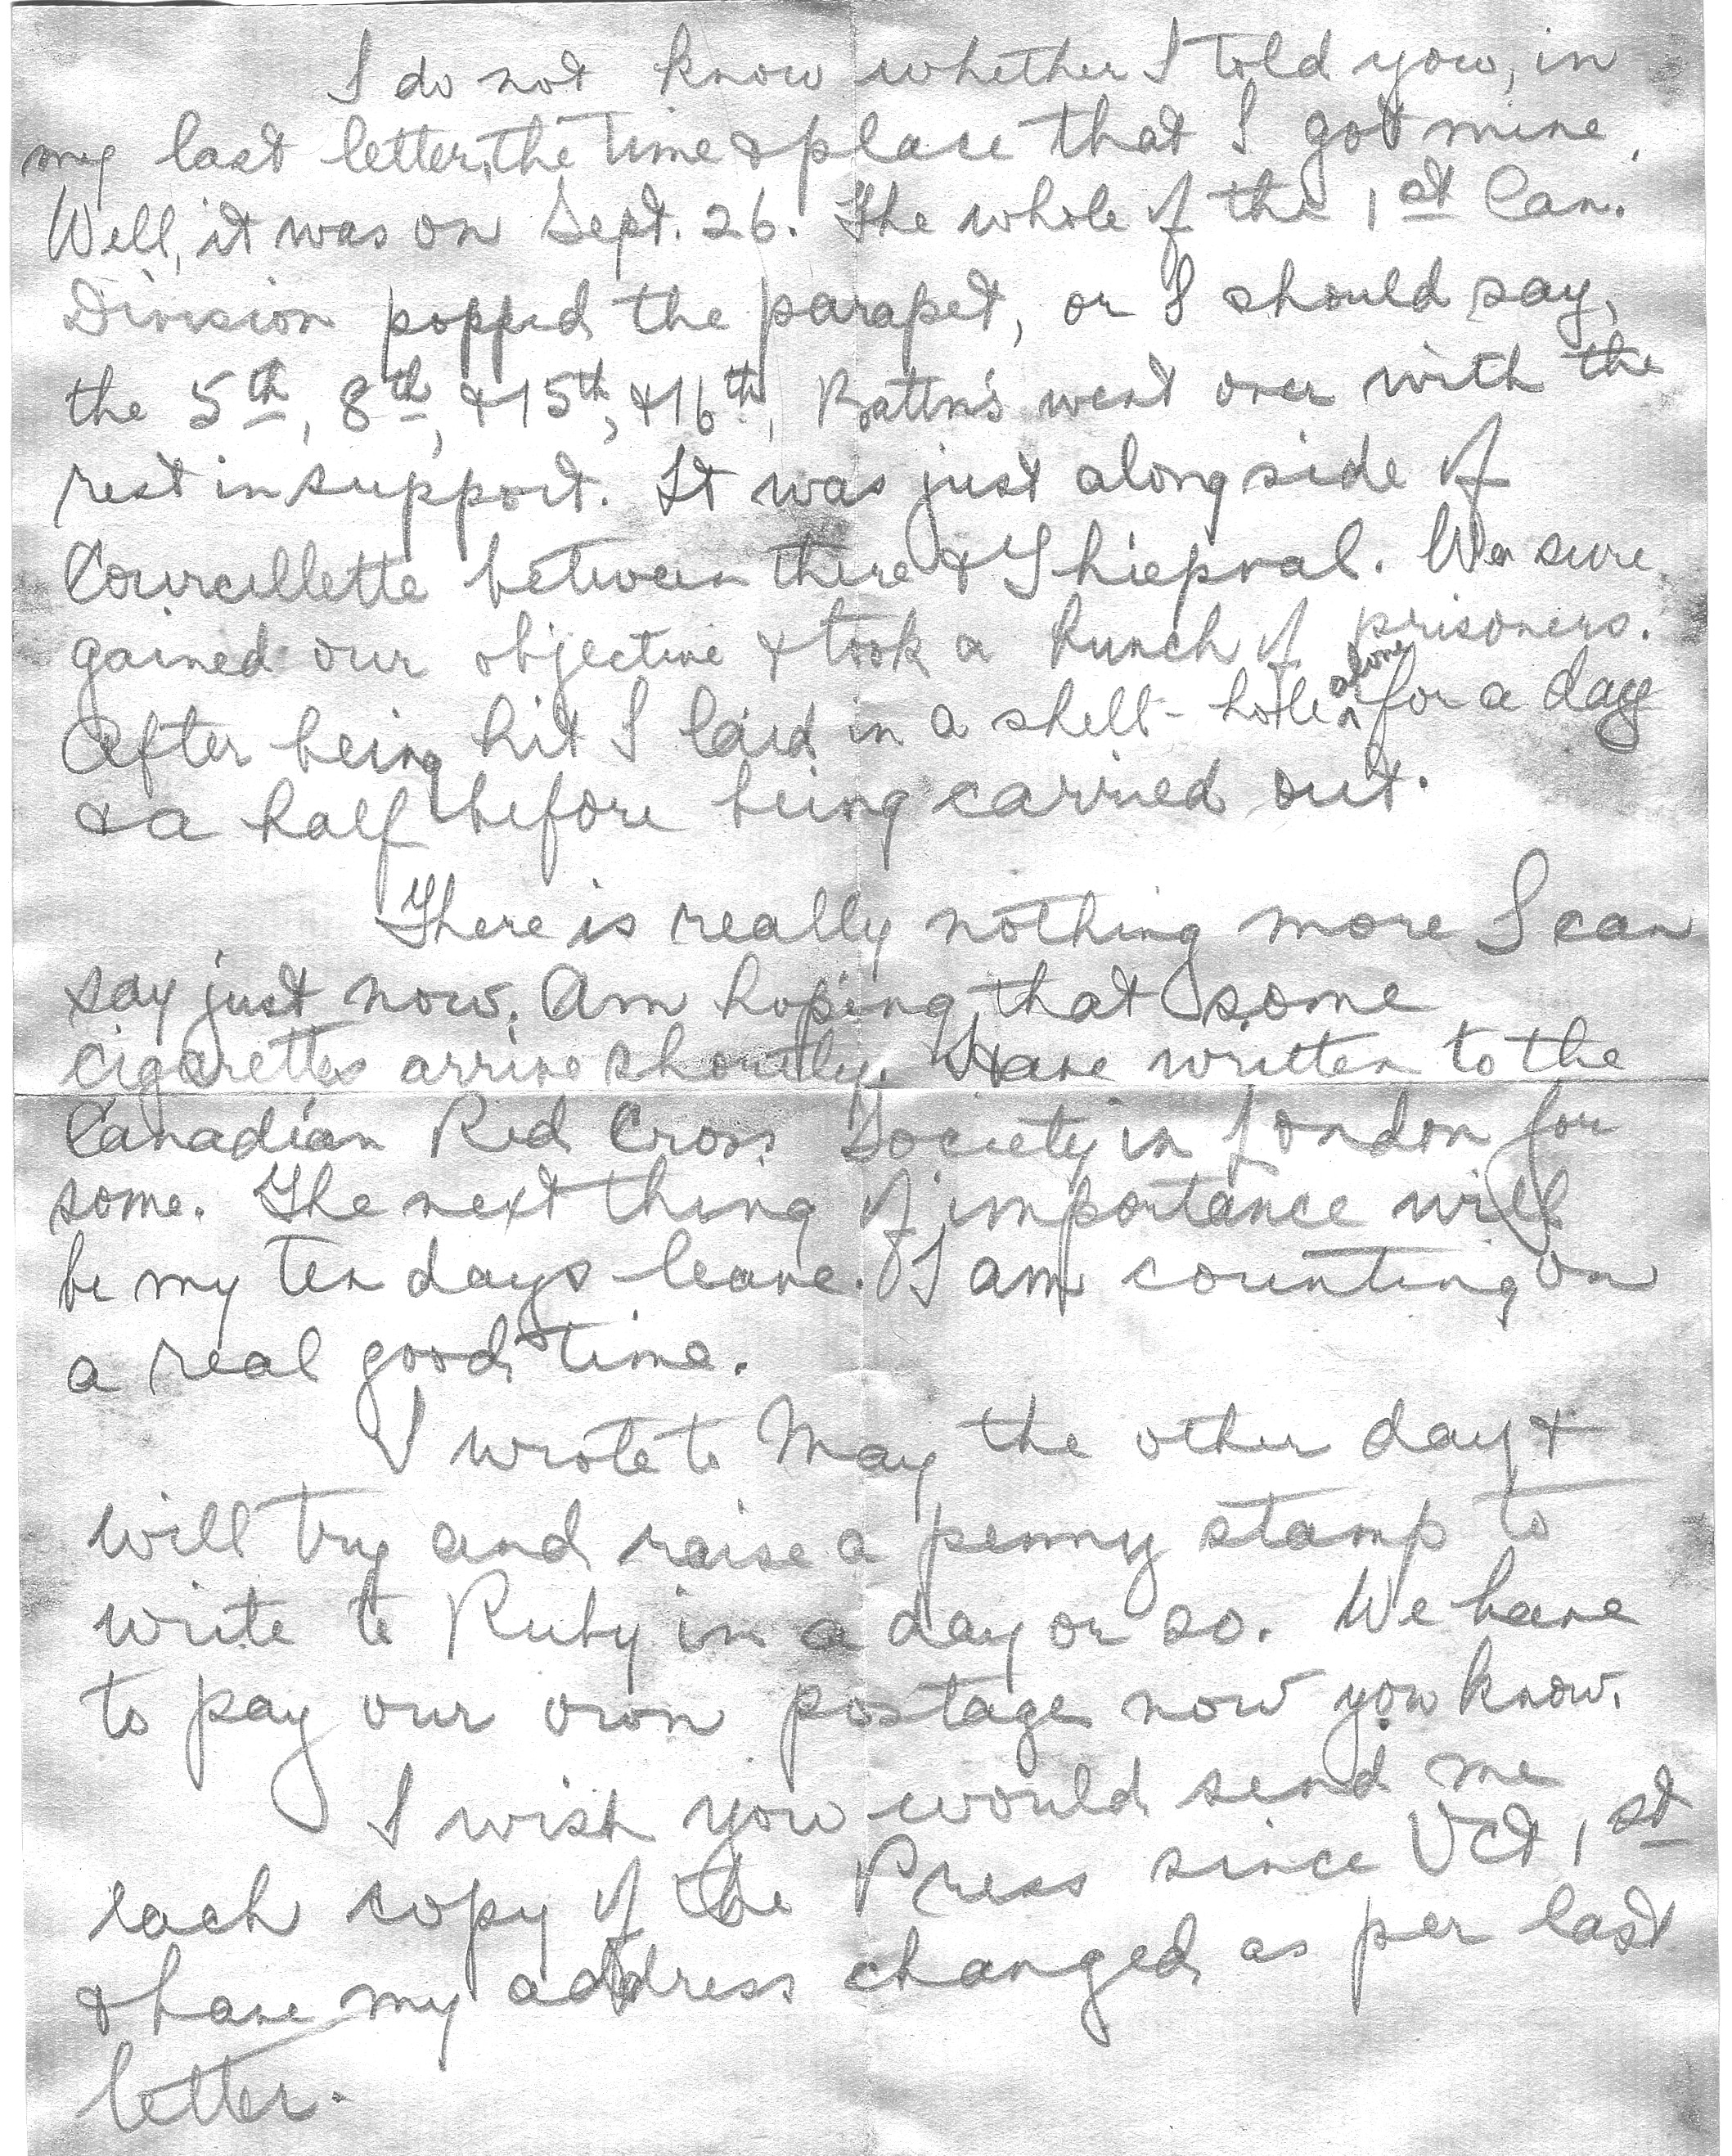 I do not know whether I told you, in
my last letter, the time & place that I got mine.
Well, it was on Sept. 26. The whole of the 1st Can.
Division popped the parapet, or I should say,
the 5th, 8th, & 15th, & 16th, Battn's went over with the
rest in support. It was just alongside of
Courcellette between there & Thiepval. We sure
gained our objective & took a bunch of prisoners.
After being hit I laid in a shell-hole alone for a day
& a half before being carried out.
There is really nothing more I can
say just now. Am hoping that some
cigarettes arrive shortly. Have written to the
Canadian Red Cross Society in London for
some. The next thing of importance will
be my ten days leave. I am counting on
a real good time.
I wrote to May the other day &
will try and raise a penny stamp to
write to Ruby in a day or so. We have
to pay our own postage now you know.
I wish you would send me
each copy of the Press since Oct 1st
& have my address changed as per last
letter.